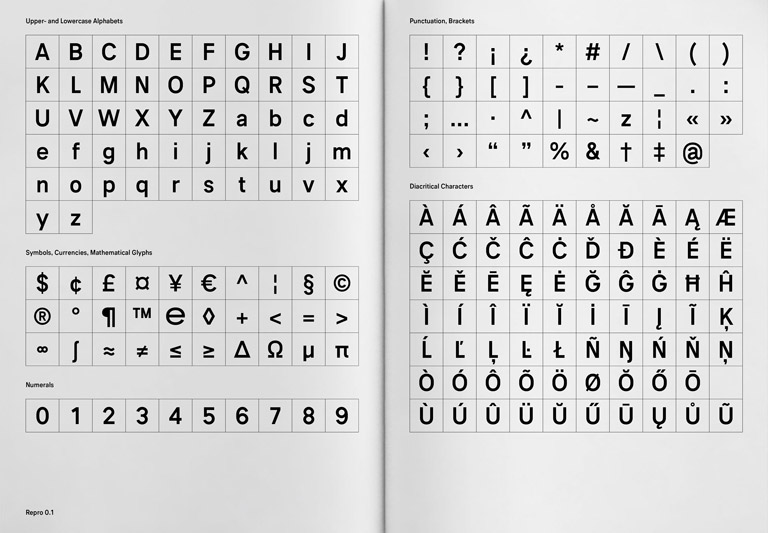 Upper- and Lowercase Alphabets
A B C D E F G H I J
K L M N O P Q R S T
U V W X Y Z a b c d
e f g h i j k l j m
n o p q r s t u v x
y z
Symbols, Currencies, Mathematical Glyphs
$ ¢ £ ¤ ¥ € ^ ¦ § ©
® ° ¶ ™ ℮ ◊ + < = >
∞ ∫ ≈ ≠ ≤ ≥ Δ Ω µ π
Numerals
0 1 2 3 4 5 6 7 8 9
Repro 0.1
Punctuation, Brackets
! ? ¡ ¿ * # / \ ( )
{ } [ ] - – — _ . :
; … · ^ | ~ z ¦ « »
‹ › “ ” % & † ‡ @
Diacritical Characters
À Á Â Ã Ä Å Ă Ā Ą Æ
Ç Ć Č Ĉ Ċ Ď Đ È É Ë
Ĕ Ě Ē Ę Ė Ğ Ĝ Ġ Ħ Ĥ
Ì Í Î Ï Ĭ İ Ī Į Ĩ Ķ
Ĺ Ľ Ļ Ŀ Ł Ñ Ŋ Ń Ň Ņ
Ò Ó Ô Õ Ö Ø Ŏ Ő Ō
Ù Ú Û Ü Ŭ Ű Ū Ų Ů Ũ